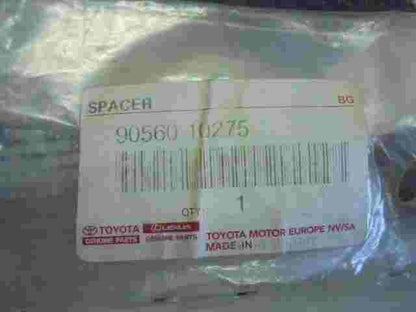 SPACER BG
90560 10275
QTY 1
TOYOTA LEXUS TOYOTA MOTOR EUROPE NV/SA
GENUINE PARTS GENUINE PARTS MADE IN